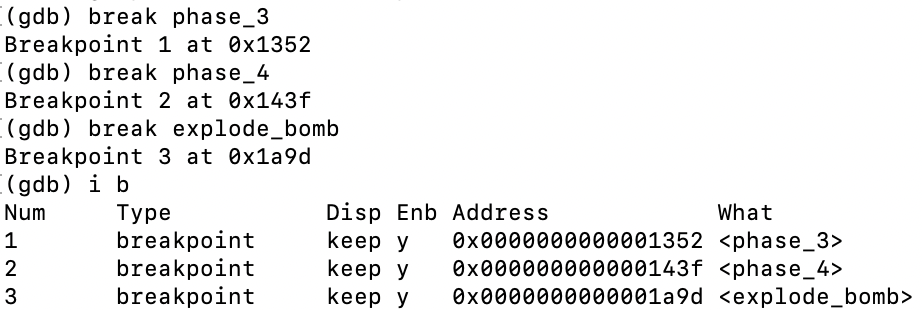 (gdb) break phase_3
Breakpoint 1 at 0x1352
(gdb) break phase_4
Breakpoint 2 at 0x143f
(gdb) break explode_bomb
Breakpoint 3 at 0x1a9d
(gdb) i b
Num     Type           Disp Enb Address            What
1       breakpoint     keep y   0x0000000000001352 <phase_3>
2       breakpoint     keep y   0x000000000000143f <phase_4>
3       breakpoint     keep y   0x0000000000001a9d <explode_bomb>